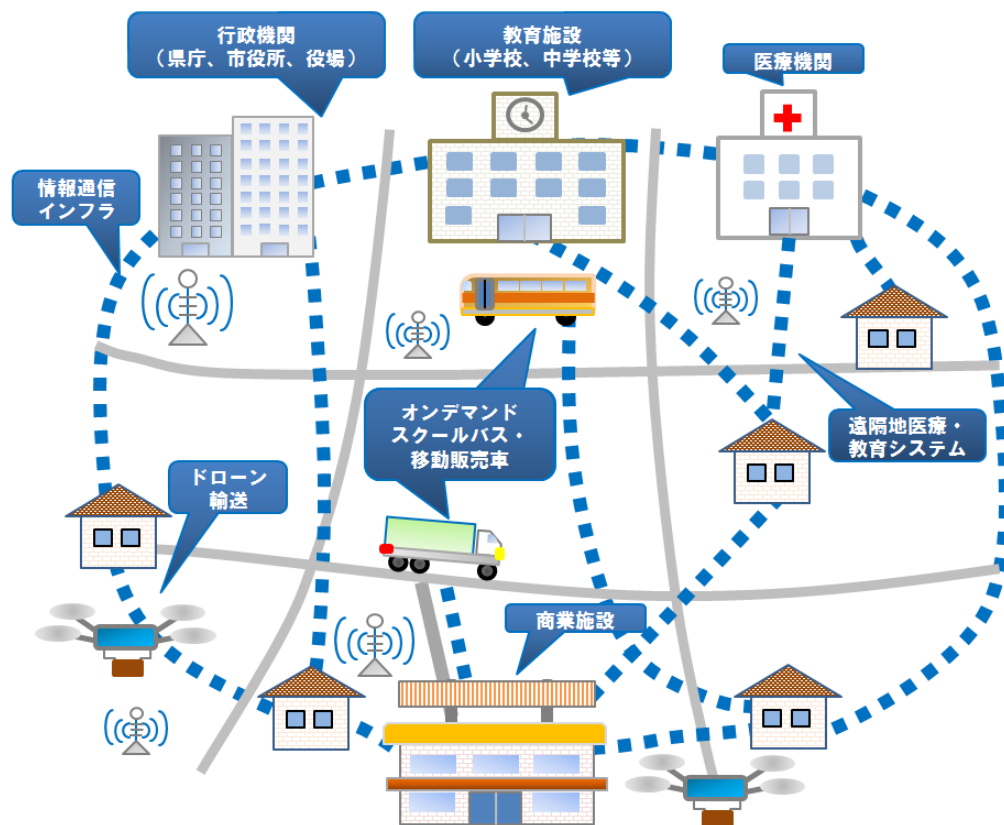 行政機関
（県庁、市役所、役場）
教育施設
（小学校、中学校等）
医療機関
情報通信
インフラ
オンデマンド
スクールバス・
移動販売車
遠隔地医療・
教育システム
ドローン
輸送
商業施設